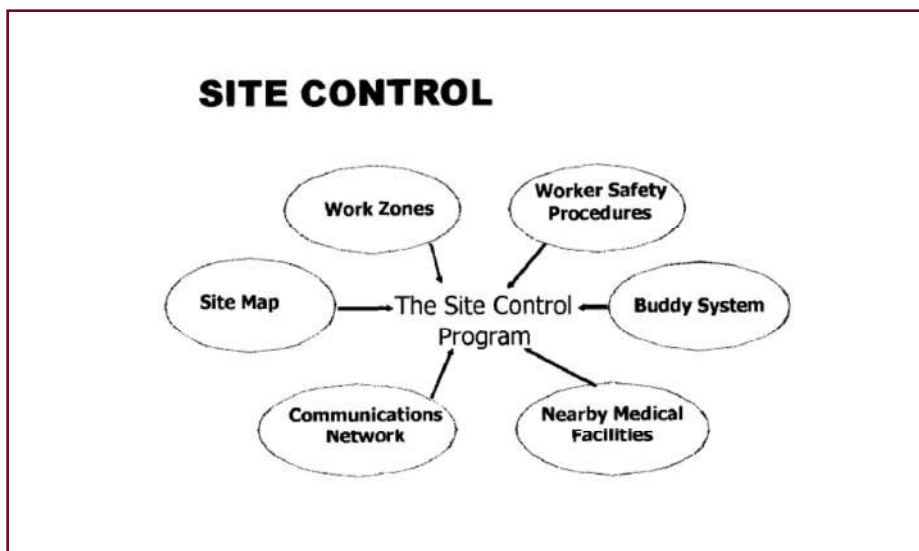 SITE CONTROL
Work Zones
Worker Safety
Procedures
Site Map
The Site Control
Program
Buddy System
Communications
Network
Nearby Medical
Facilities